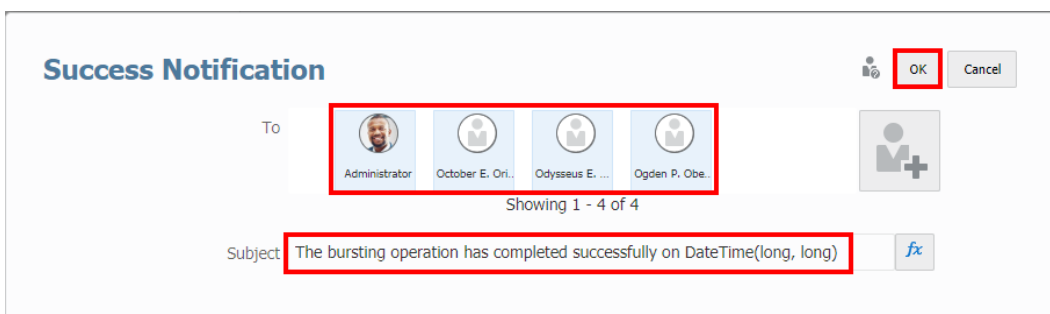 Success Notification
OK
Cancel
To
Administrator
October E. Ori..
Odysseus E. ...
Ogden P. Obe..
Showing 1 - 4 of 4
Subject
The bursting operation has completed successfully on DateTime(long, long)
fx